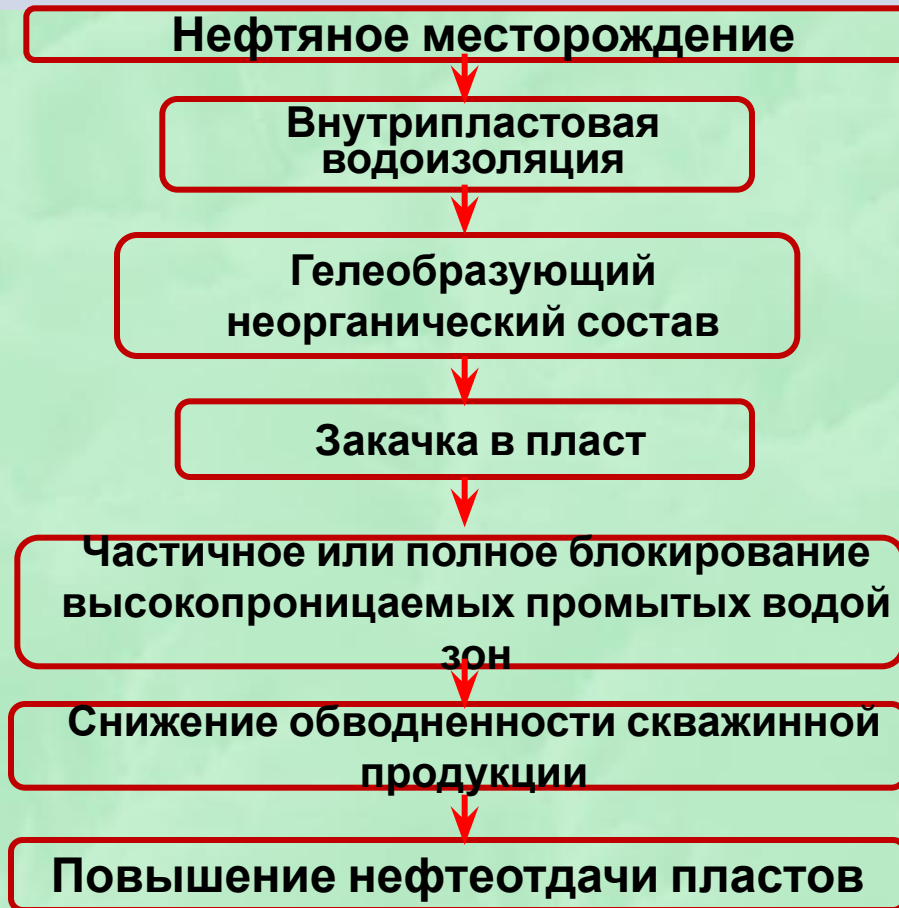 Нефтяное месторождение
Внутрипластовая
водоизоляция
Гелеобразующий
неорганический состав
Закачка в пласт
Частичное или полное блокирование
высокопроницаемых промытых водой
зон
Снижение обводненности скважинной
продукции
Повышение нефтеотдачи пластов